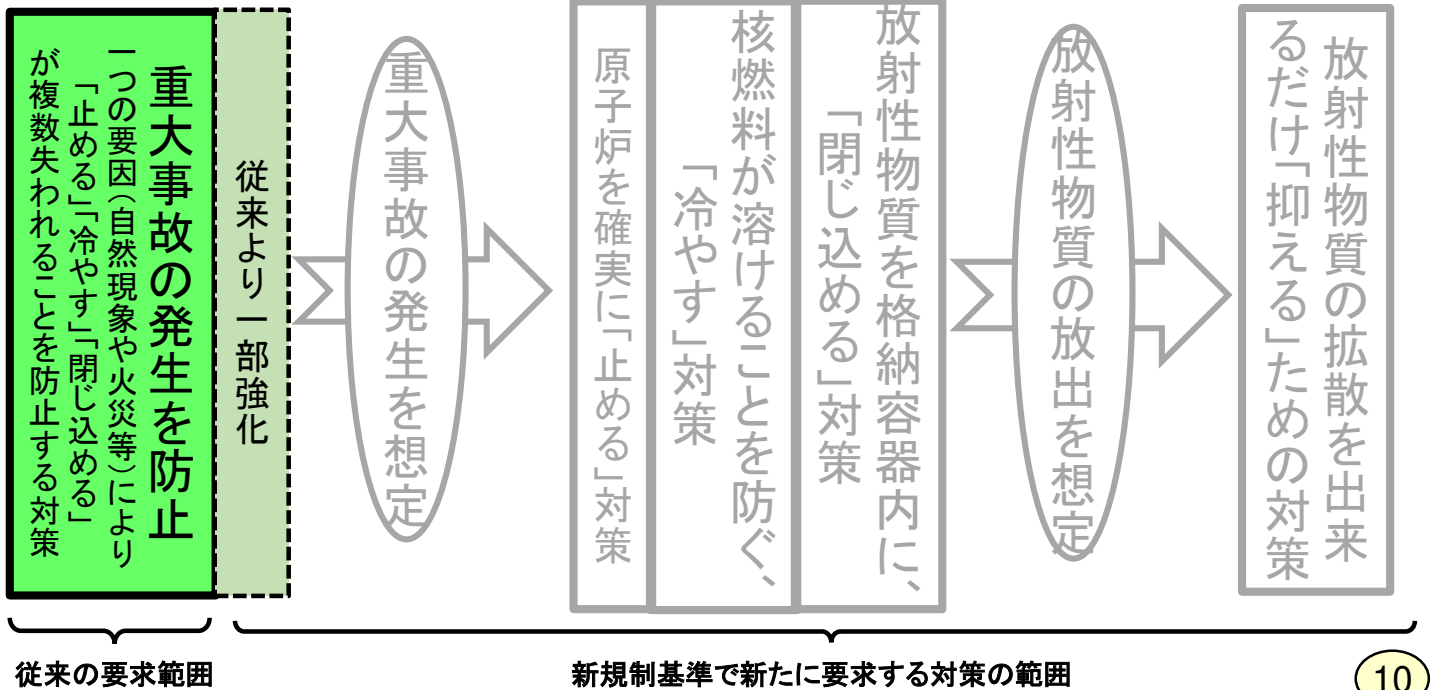 重大事故の発生を防止
一つの要因(自然現象や火災等)により
「止める」「冷やす」「閉じ込める」
が複数失われることを防止する対策
従来より一部強化
重大事故の発生を想定
原子炉を確実に「止める」対策
核燃料が溶けることを防ぐ、
「冷やす」対策
放射性物質を格納容器内に、
「閉じ込める」対策
放射性物質の放出を想定
放射性物質の拡散を出来
るだけ「抑える」ための対策
従来の要求範囲
新規制基準で新たに要求する対策の範囲
10